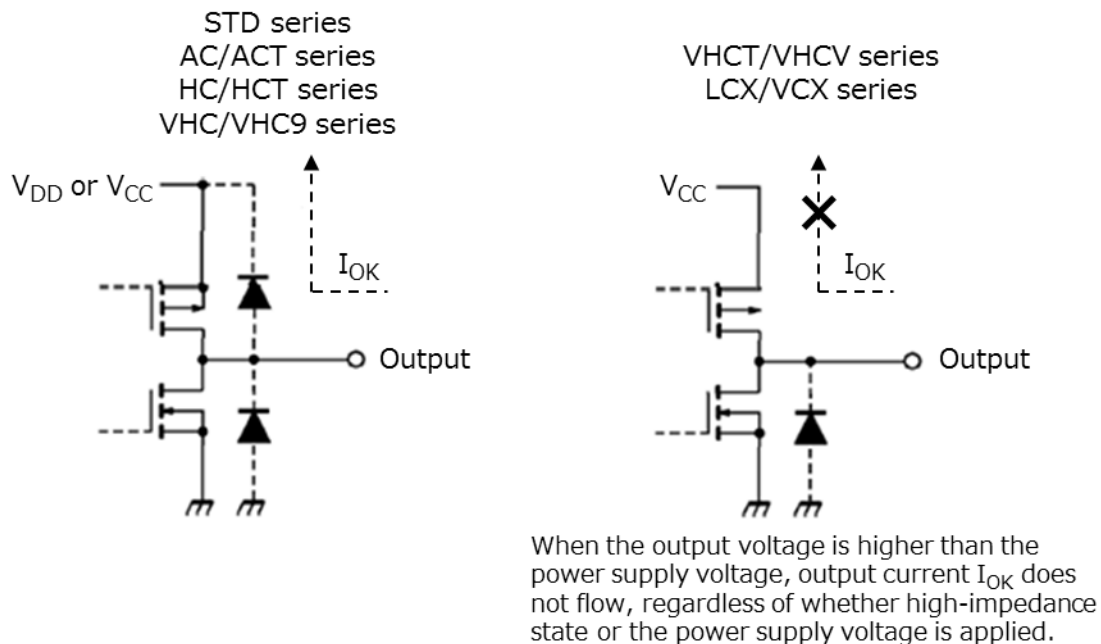 STD series
AC/ACT series
HC/HCT series
VHC/VHC9 series
VDD or VCC
IOK
Output
VHCT/VHCV series
LCX/VCX series
VCC
IOK
Output
When the output voltage is higher than the
power supply voltage, output current IOK does
not flow, regardless of whether high-impedance
state or the power supply voltage is applied.